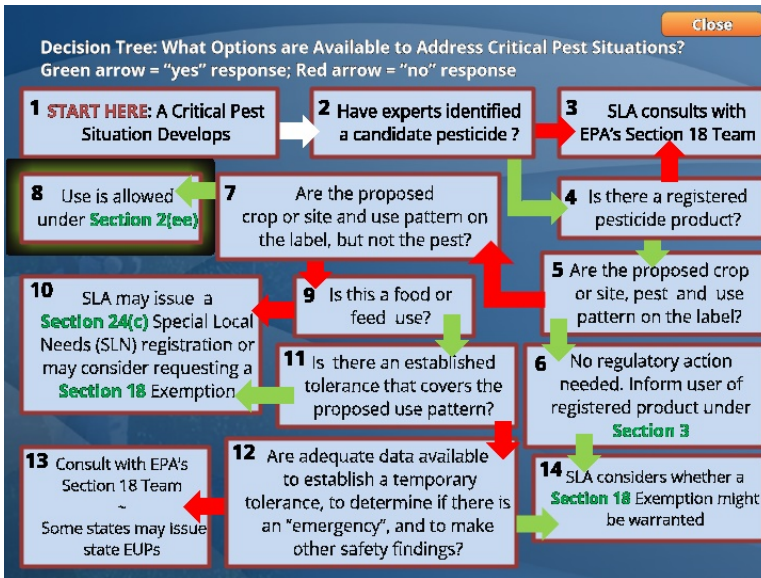 Close
Decision Tree: What Options are Available to Address Critical Pest Situations?
Green arrow = “yes” response; Red arrow = “no” response
1 START HERE: A Critical Pest
Situation Develops
2 Have experts identified
a candidate pesticide ?
3 SLA consults with
EPA’s Section 18 Team
4 Is there a registered
pesticide product?
5 Are the proposed crop
or site, pest and use
pattern on the label?
6 No regulatory action
needed. Inform user of
registered product under
Section 3
7 Are the proposed
crop or site and use pattern on
the label, but not the pest?
8 Use is allowed
under Section 2(ee)
9 Is this a food or
feed use?
10 SLA may issue a
Section 24(c) Special Local
Needs (SLN) registration or
may consider requesting a
Section 18 Exemption
11 Is there an established
tolerance that covers the
proposed use pattern?
12 Are adequate data available
to establish a temporary
tolerance, to determine if there is
an “emergency”, and to make
other safety findings?
13 Consult with EPA’s
Section 18 Team
~
Some states may issue
state EUPs
14 SLA considers whether a
Section 18 Exemption might
be warranted